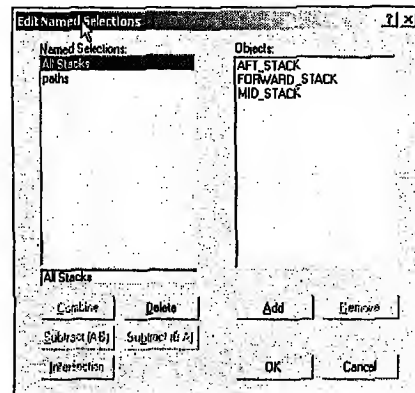 Edit Named Selections
? ×
Named Selections:
All Stacks
paths
Objects:
AFT_STACK
FORWARD_STACK
MID_STACK
All Stacks
Combine
Delete
Add
Remove
Subtract (A-B)
Subtract (B-A)
Intersection
OK
Cancel